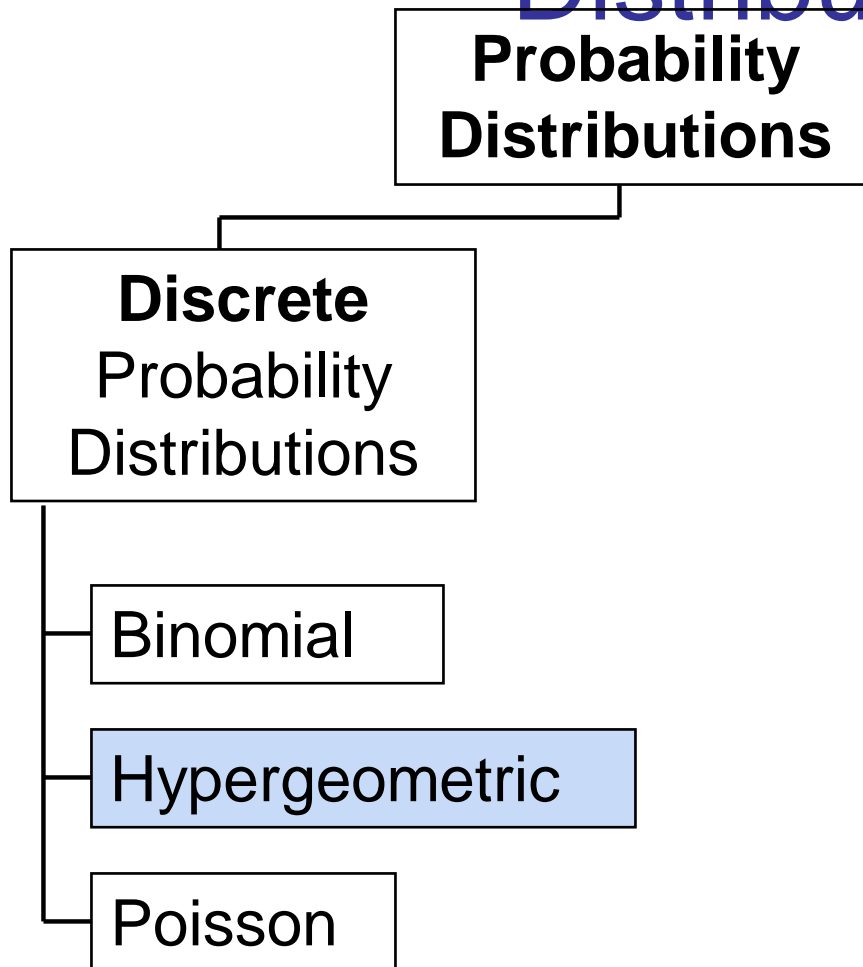 Probability
Distributions
Discrete
Probability
Distributions
Binomial
Hypergeometric
Poisson